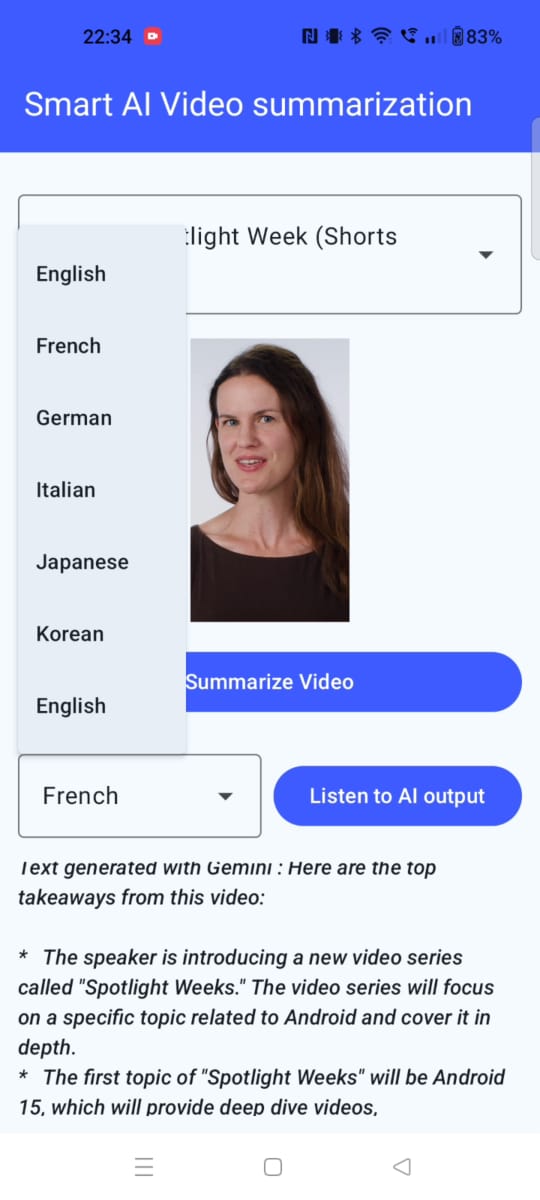 22:34 83%
Smart AI Video summarization
tlight Week (Shorts
English
French
German
Italian
Japanese
Korean
English
Summarize Video
French
Listen to AI output
Text generated with Gemini : Here are the top
takeaways from this video:
* The speaker is introducing a new video series
called "Spotlight Weeks." The video series will focus
on a specific topic related to Android and cover it in
depth.
* The first topic of "Spotlight Weeks" will be Android
15, which will provide deep dive videos,